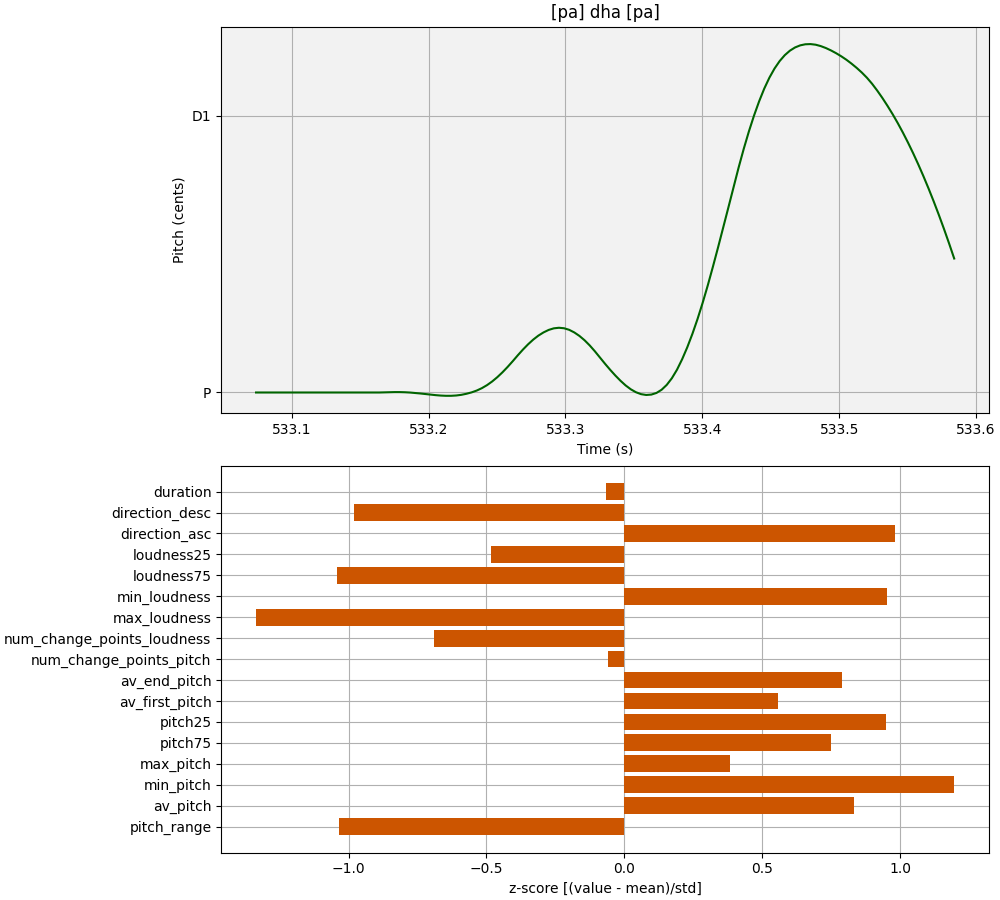 [pa] dha [pa]
D1
P
Pitch (cents)
533.1 533.2 533.3 533.4 533.5 533.6
Time (s)
duration
direction_desc
direction_asc
loudness25
loudness75
min_loudness
max_loudness
num_change_points_loudness
num_change_points_pitch
av_end_pitch
av_first_pitch
pitch25
pitch75
max_pitch
min_pitch
av_pitch
pitch_range
−1.0 −0.5 0.0 0.5 1.0
z-score [(value - mean)/std]